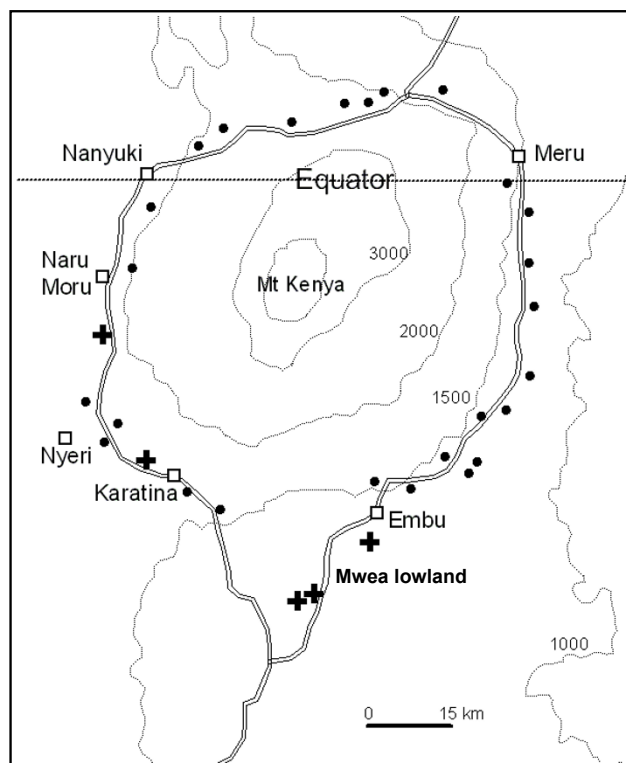 Nanyuki
Meru
Equator
Naru
Moru
3000
Mt Kenya
2000
1500
Nyeri
Karatina
Embu
Mwea lowland
1000
0 15 km